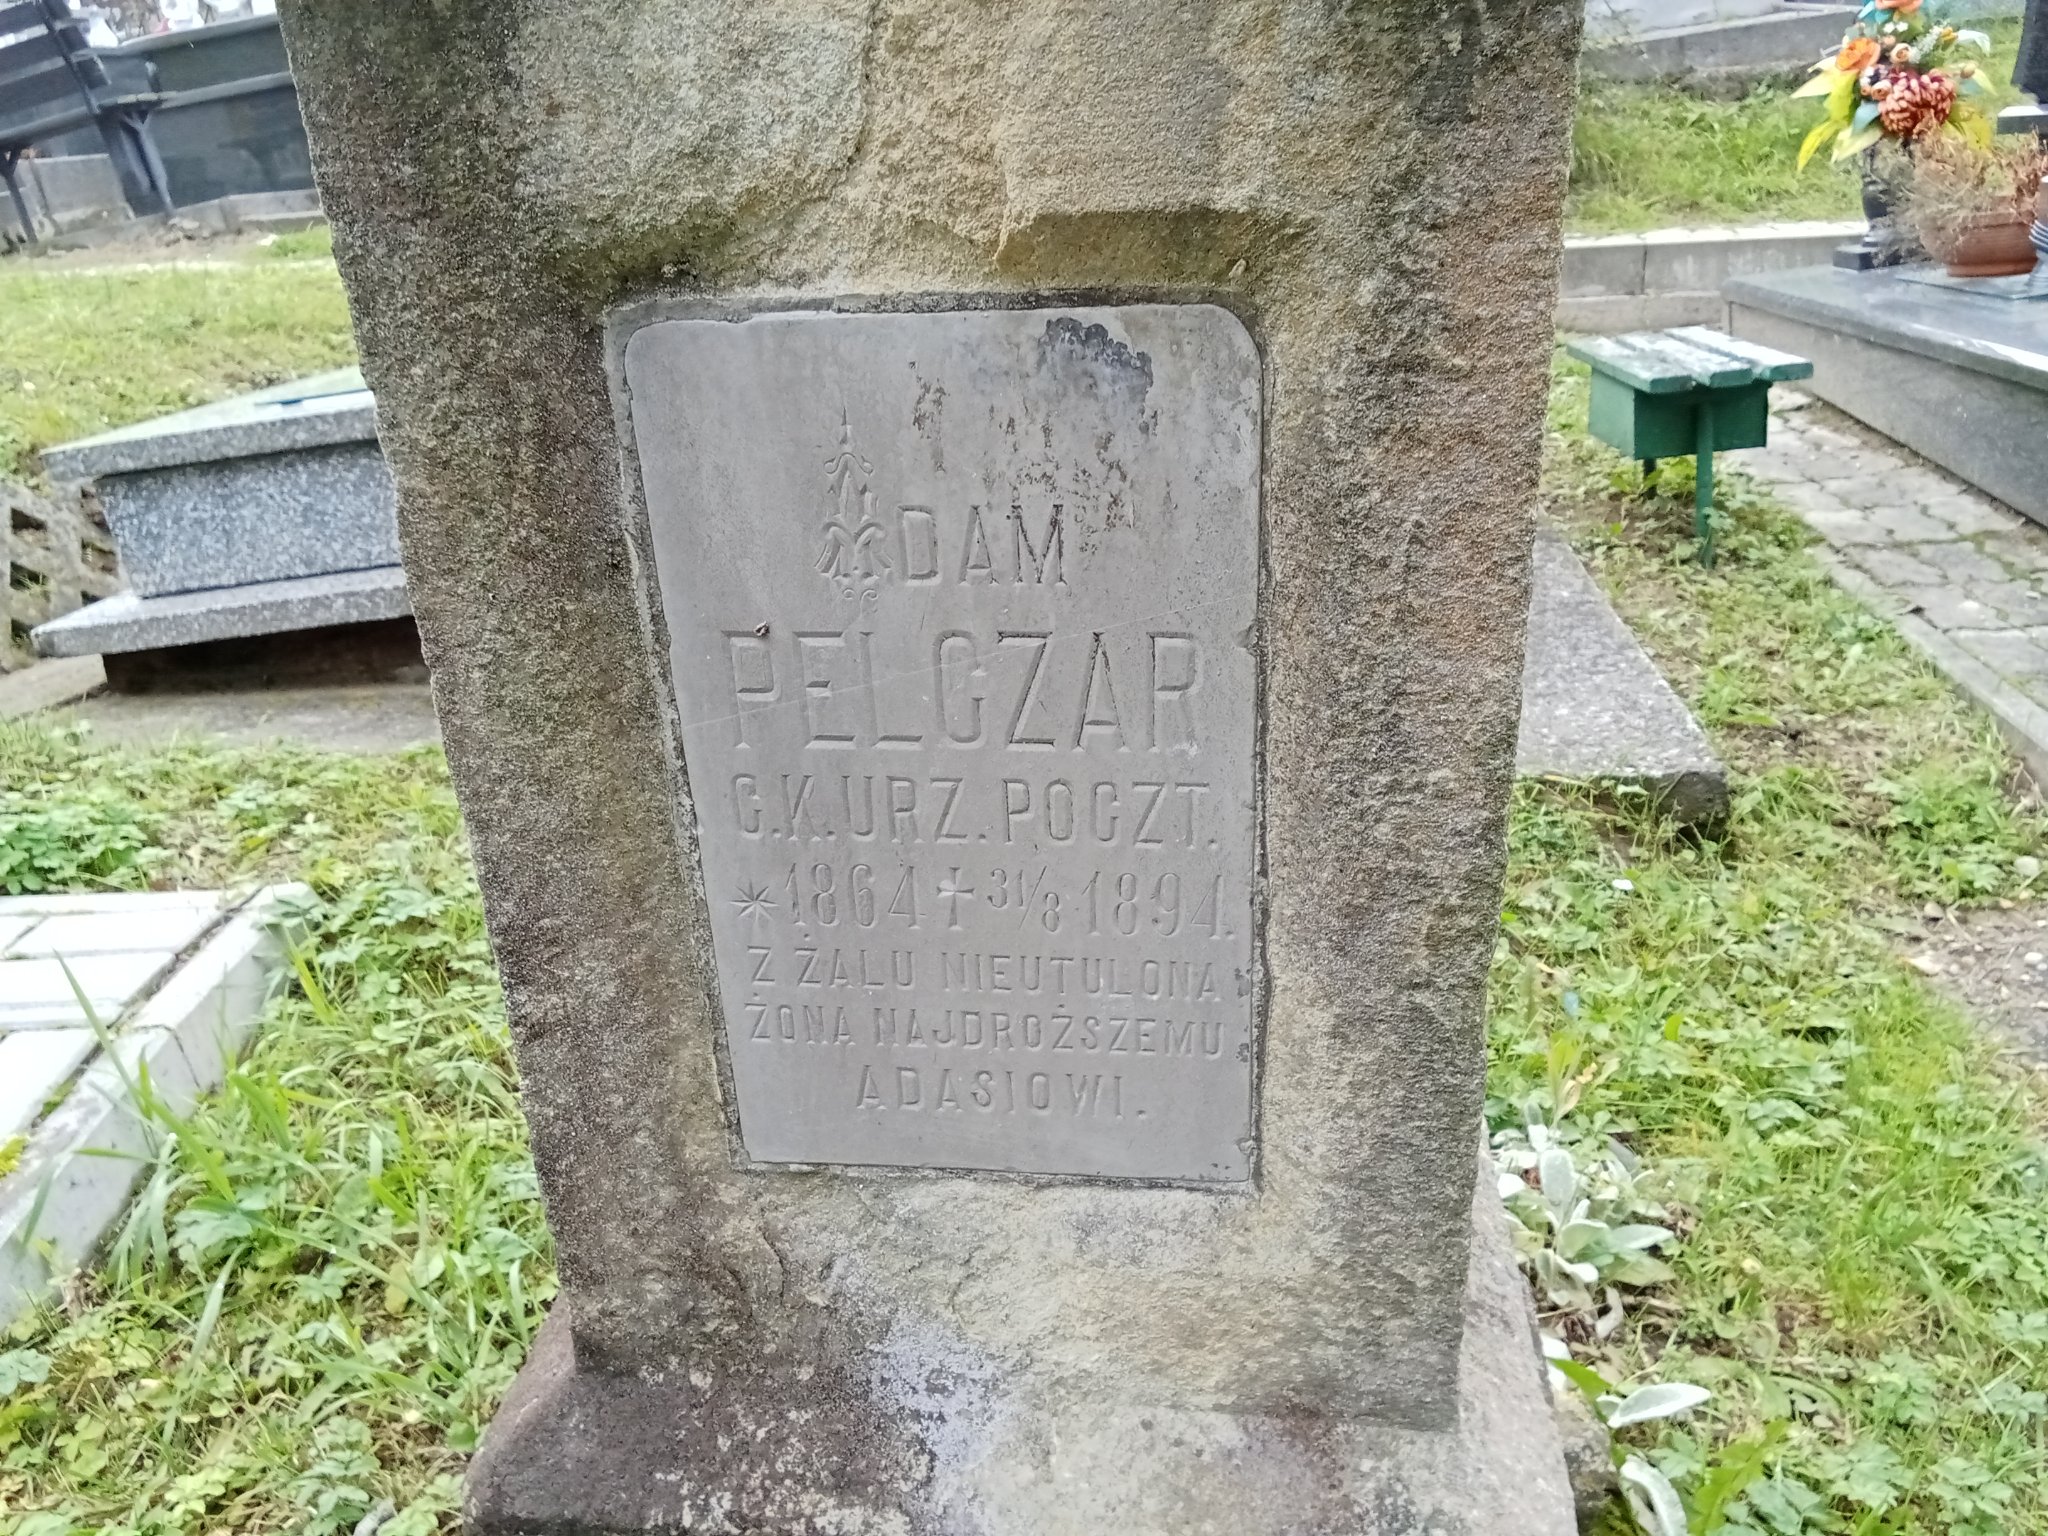 ADAM
PELCZAR
C.K. URZ. POCZT.
* 1864 ✝ 31/8 1894.
Z ŻALU NIEUTULONA
ŻONA NAJDROŻSZEMU
ADASIOWI.